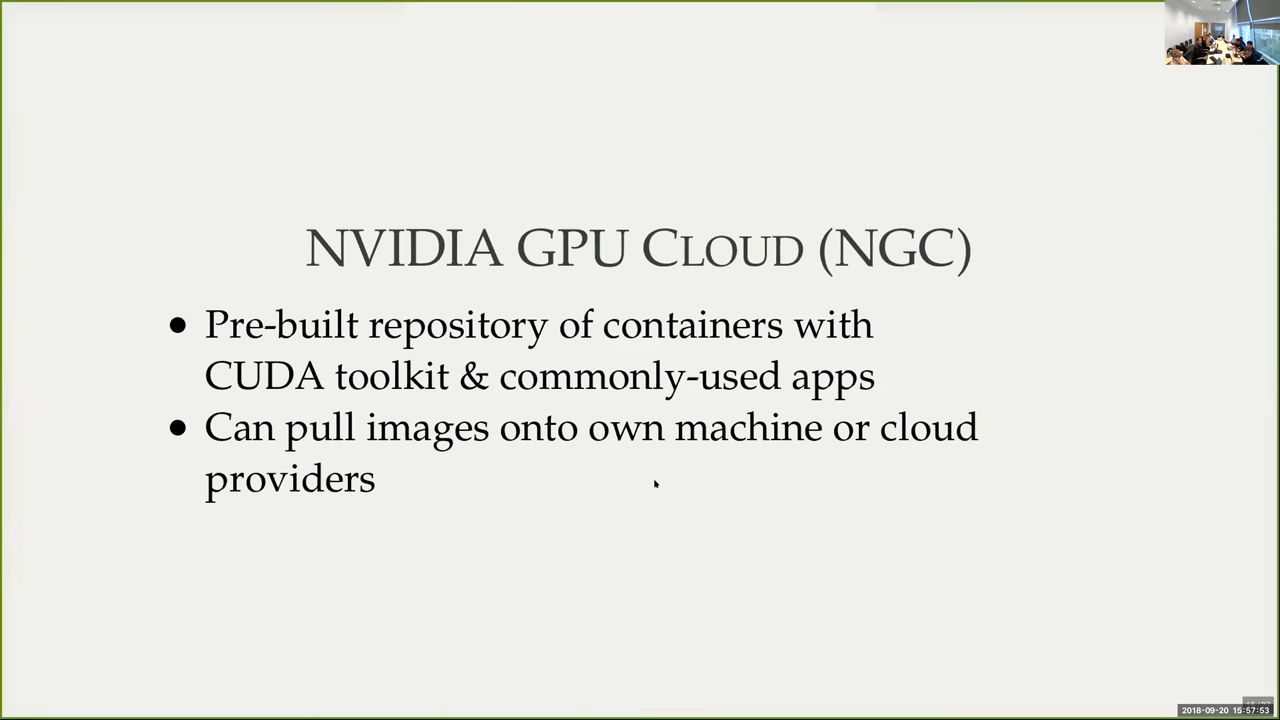 NVIDIA GPU CLOUD (NGC)
• Pre-built repository of containers with
CUDA toolkit & commonly-used apps
• Can pull images onto own machine or cloud
providers
2018-09-20 15:57:53